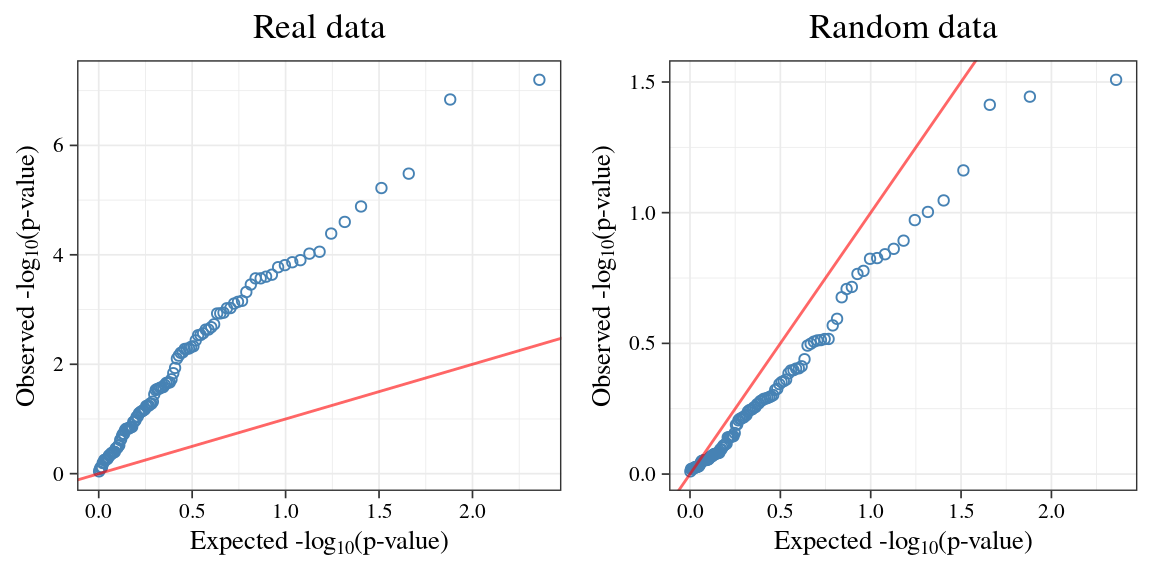 Real data
Observed -log10(p-value)
6
4
2
0
0.0 0.5 1.0 1.5 2.0
Expected -log10(p-value)
Random data
Observed -log10(p-value)
1.5
1.0
0.5
0.0
0.0 0.5 1.0 1.5 2.0
Expected -log10(p-value)